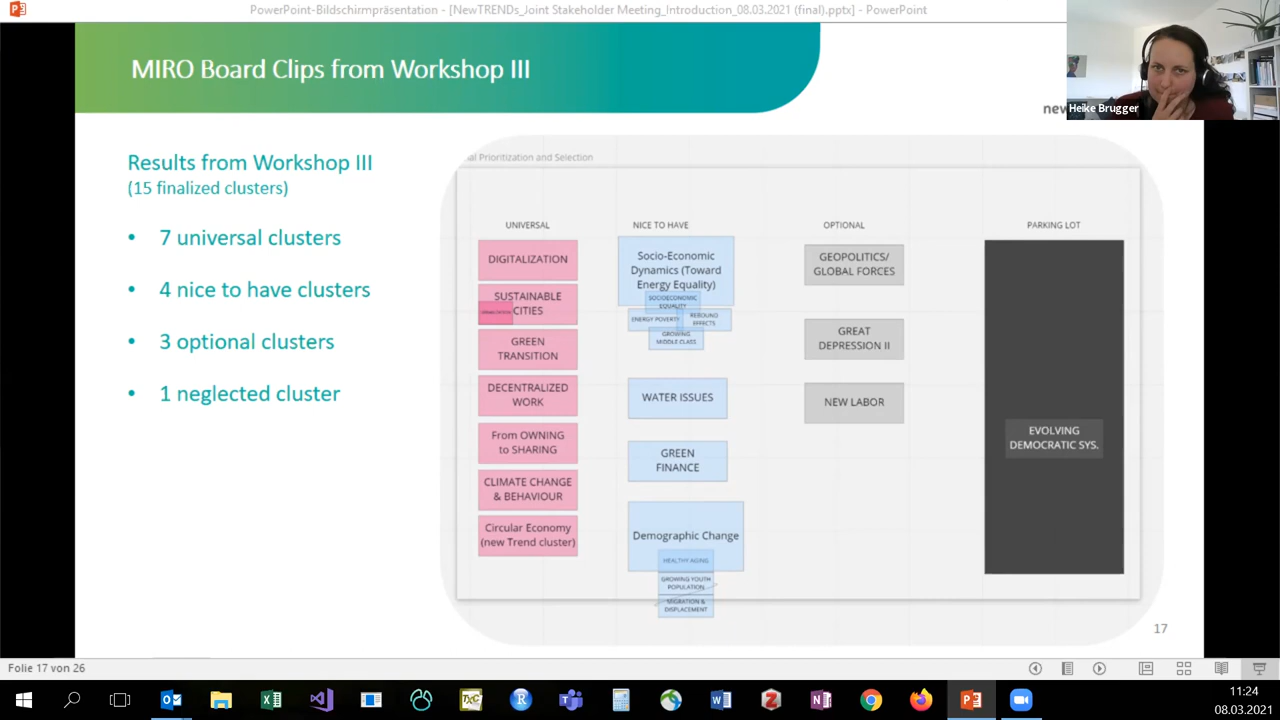 PowerPoint-Bildschirmpräsentation - [NewTRENDs_Joint Stakeholder Meeting_Introduction_08.03.2021 (final).pptx] - PowerPoint
MIRO Board Clips from Workshop III
Heike Brugger
Results from Workshop III
(15 finalized clusters)
• 7 universal clusters
• 4 nice to have clusters
• 3 optional clusters
• 1 neglected cluster
Prioritization and Selection
UNIVERSAL
DIGITALIZATION
SUSTAINABLE
CITIES
GREEN
TRANSITION
DECENTRALIZED
WORK
From OWNING
to SHARING
CLIMATE CHANGE
& BEHAVIOUR
Circular Economy
(new Trend cluster)
NICE TO HAVE
Socio-Economic
Dynamics (Toward
Energy Equality)
SOCIOECONOMIC
EQUALITY
ENERGY POVERTY
REBOUND
EFFECTS
GROWING
MIDDLE CLASS
WATER ISSUES
GREEN
FINANCE
Demographic Change
HEALTHY AGING
GROWING YOUTH
POPULATION
MIGRATION &
DISPLACEMENT
OPTIONAL
GEOPOLITICS/
GLOBAL FORCES
GREAT
DEPRESSION II
NEW LABOR
PARKING LOT
EVOLVING
DEMOCRATIC SYS.
17
Folie 17 von 26
11:24
08.03.2021